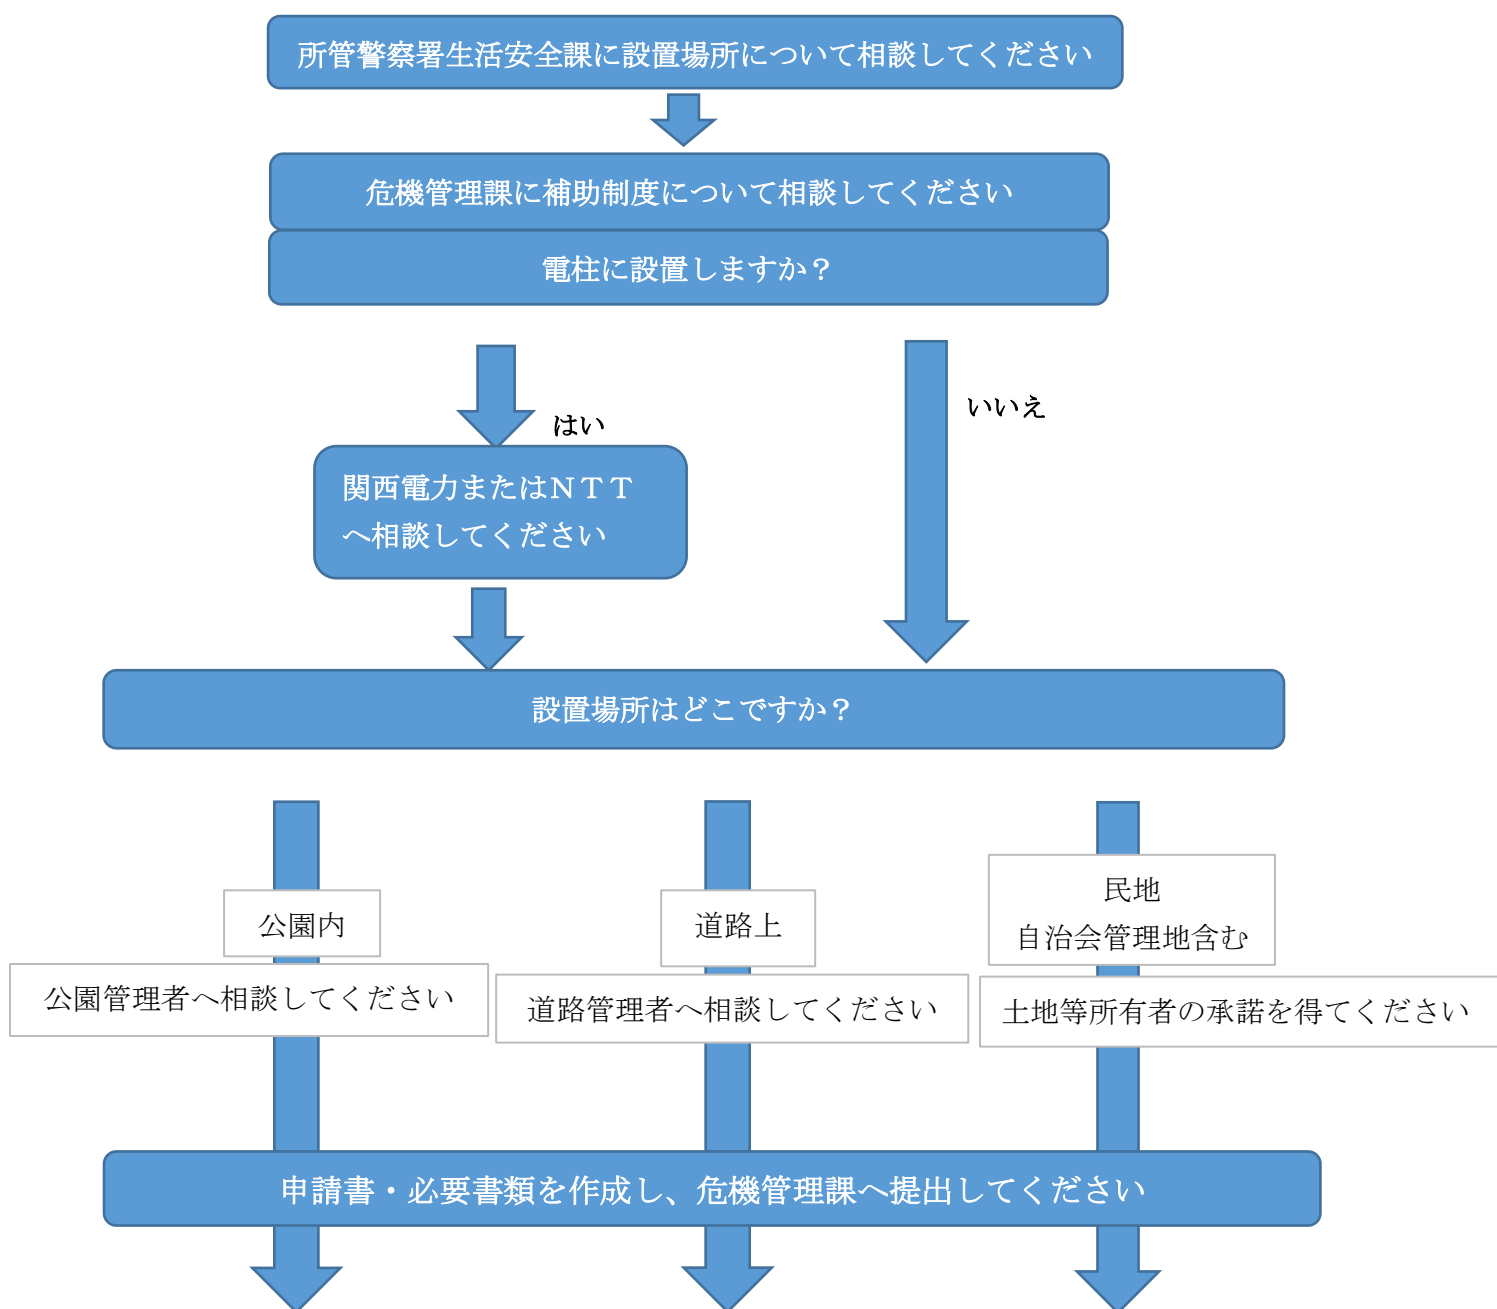 所管警察署生活安全課に設置場所について相談してください
危機管理課に補助制度について相談してください
電柱に設置しますか？
はい
いいえ
関西電力またはＮＴＴ
へ相談してください
設置場所はどこですか？
公園内
公園管理者へ相談してください
道路上
道路管理者へ相談してください
民地
自治会管理地含む
土地等所有者の承諾を得てください
申請書・必要書類を作成し、危機管理課へ提出してください